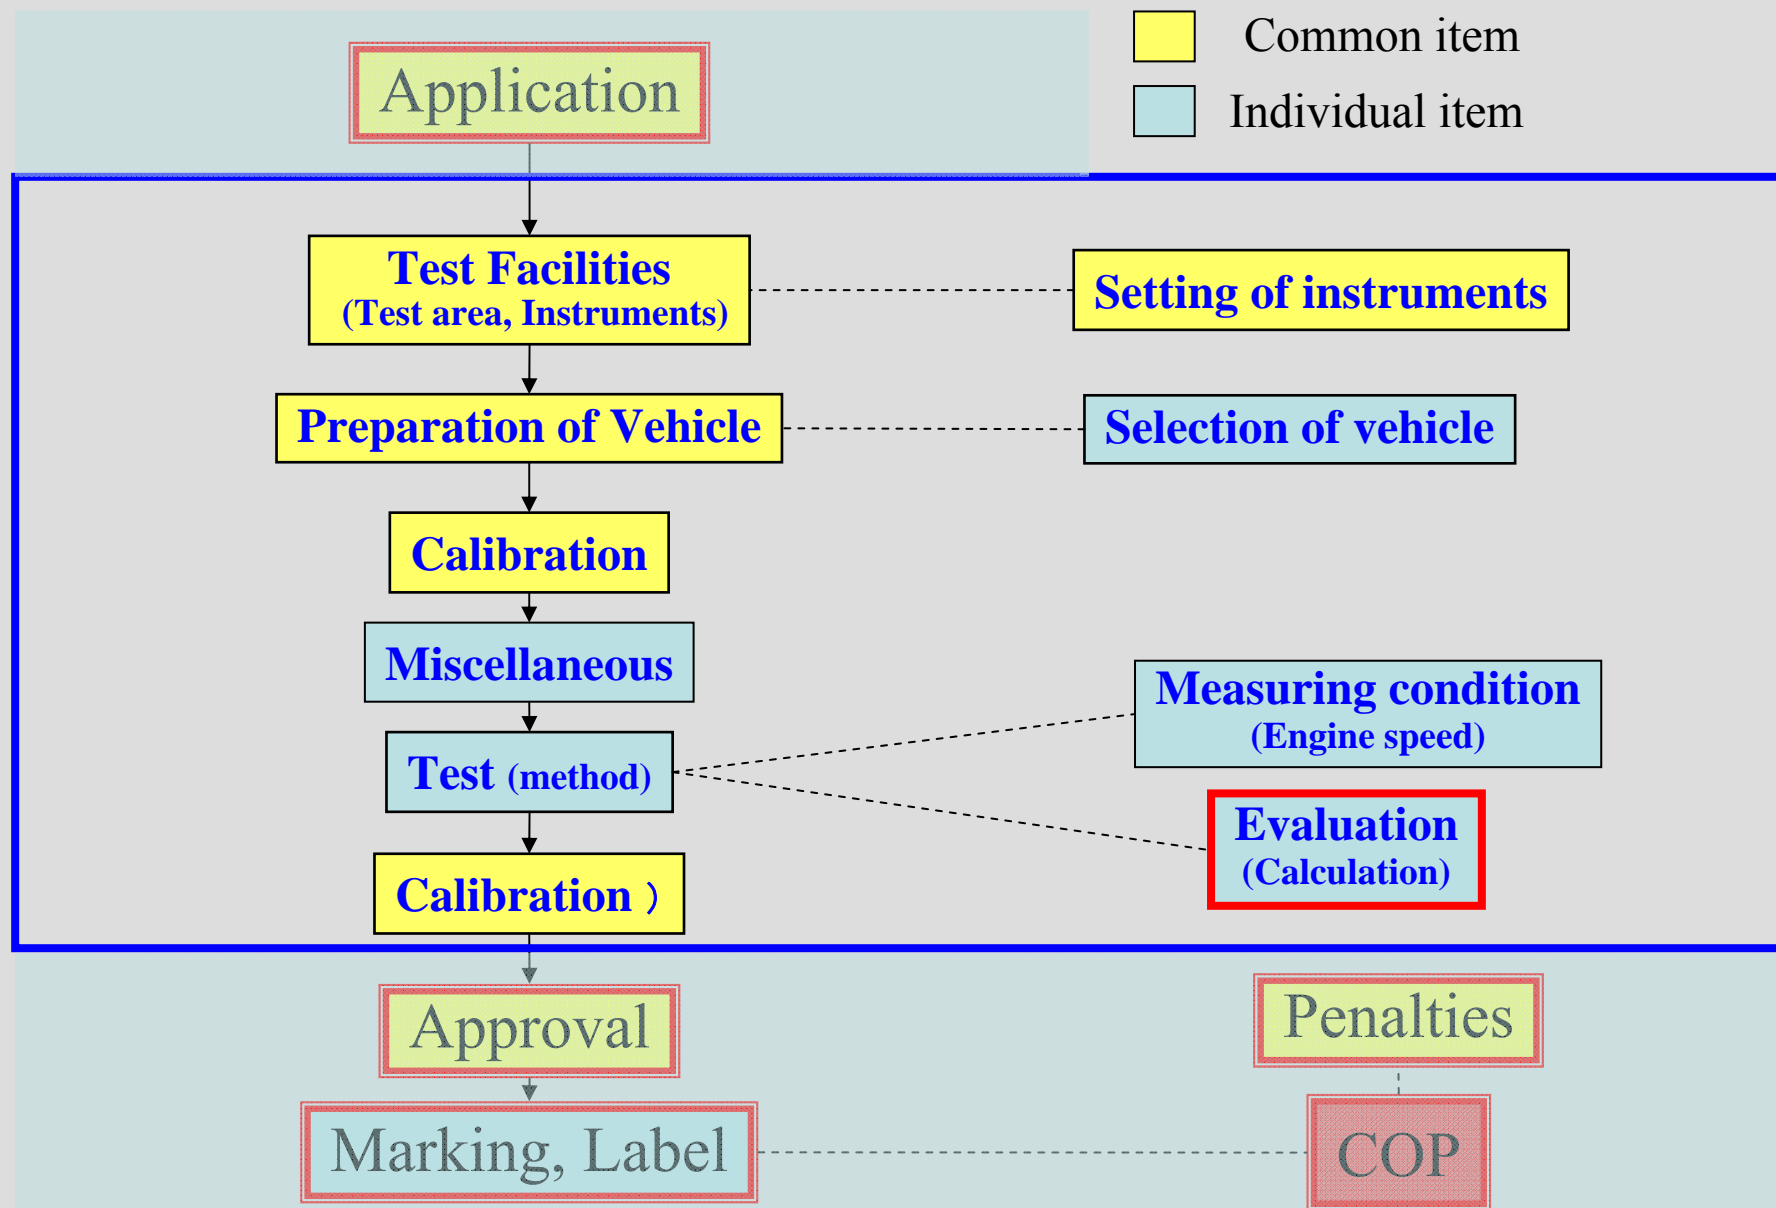 Common item
Individual item
Application
Test Facilities
(Test area, Instruments)
Setting of instruments
Preparation of Vehicle
Selection of vehicle
Calibration
Miscellaneous
Measuring condition
(Engine speed)
Test (method)
Evaluation
(Calculation)
Calibration )
Approval
Penalties
Marking, Label
COP